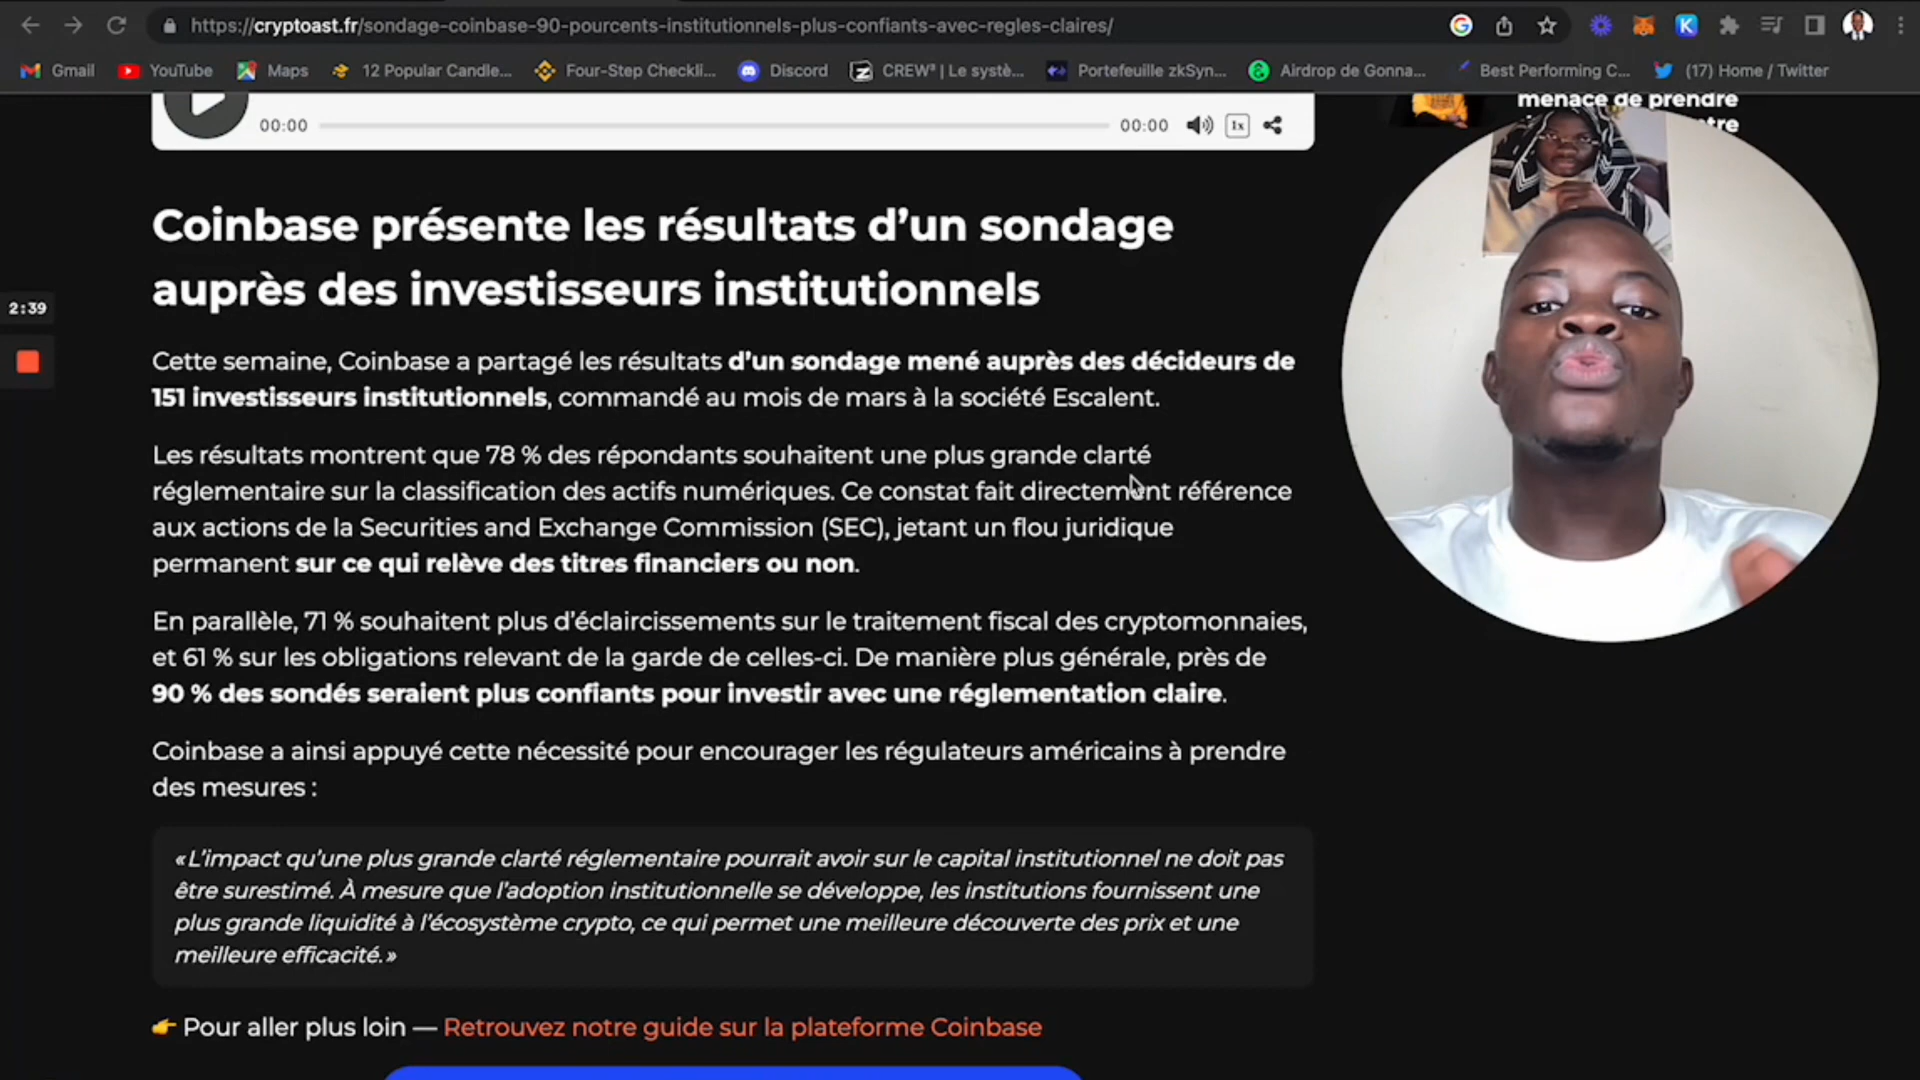 https://cryptoast.fr/sondage-coinbase-90-pourcents-institutionnels-plus-confiants-avec-regles-claires/
Gmail YouTube Maps 12 Popular Candle... Four-Step Checkli... Discord CREW³ | Le systè... Portefeuille zkSyn... Airdrop de Gonna... Best Performing C... (17) Home / Twitter
menace de prendre
tre
00:00 00:00 1x
Coinbase présente les résultats d’un sondage
auprès des investisseurs institutionnels
2:39
Cette semaine, Coinbase a partagé les résultats d’un sondage mené auprès des décideurs de
151 investisseurs institutionnels, commandé au mois de mars à la société Escalent.
Les résultats montrent que 78 % des répondants souhaitent une plus grande clarté
réglementaire sur la classification des actifs numériques. Ce constat fait directement référence
aux actions de la Securities and Exchange Commission (SEC), jetant un flou juridique
permanent sur ce qui relève des titres financiers ou non.
En parallèle, 71 % souhaitent plus d’éclaircissements sur le traitement fiscal des cryptomonnaies,
et 61 % sur les obligations relevant de la garde de celles-ci. De manière plus générale, près de
90 % des sondés seraient plus confiants pour investir avec une réglementation claire.
Coinbase a ainsi appuyé cette nécessité pour encourager les régulateurs américains à prendre
des mesures :
« L’impact qu’une plus grande clarté réglementaire pourrait avoir sur le capital institutionnel ne doit pas
être surestimé. À mesure que l’adoption institutionnelle se développe, les institutions fournissent une
plus grande liquidité à l’écosystème crypto, ce qui permet une meilleure découverte des prix et une
meilleure efficacité. »
👉 Pour aller plus loin — Retrouvez notre guide sur la plateforme Coinbase